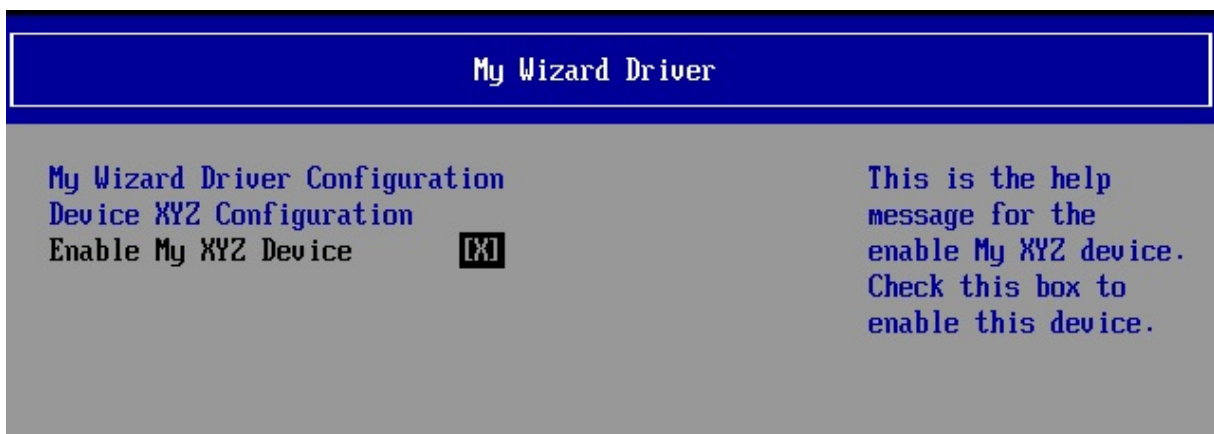 My Wizard Driver
My Wizard Driver Configuration
Device XYZ Configuration
Enable My XYZ Device [X]
This is the help
message for the
enable My XYZ device.
Check this box to
enable this device.